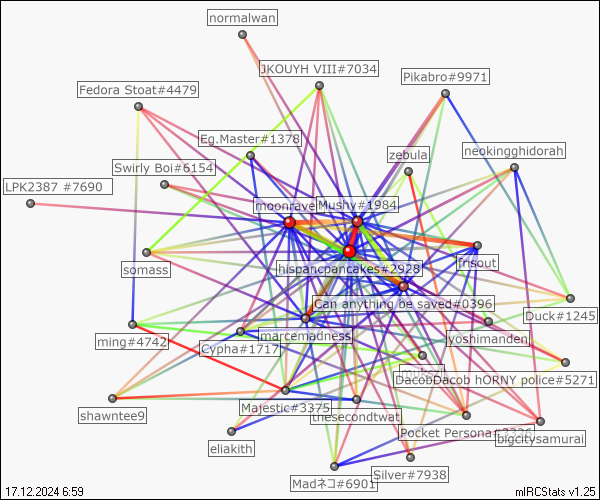 normalwan
JKOUYH VIII#7034
Pikabro#9971
Fedora Stoat#4479
Eg.Master#1378
zebula
neokingghidorah
Swirly Boi#6154
LPK2387 #7690
moonrave
Mushy#1984
frisout
somass
hispancpancakes#2928
Can anything be saved#0396
Duck#1245
marcemadness
yoshimanden
ming#4742
Cypha#1717
DacobDacob hORNY police#5271
shawntee9
Majestic#3375
thesecondtwat
Pocket Persona#3326
bigcitysamurai
eliakith
Silver#7938
Madネコ#6901
17.12.2024 6:59
mIRCStats v1.25